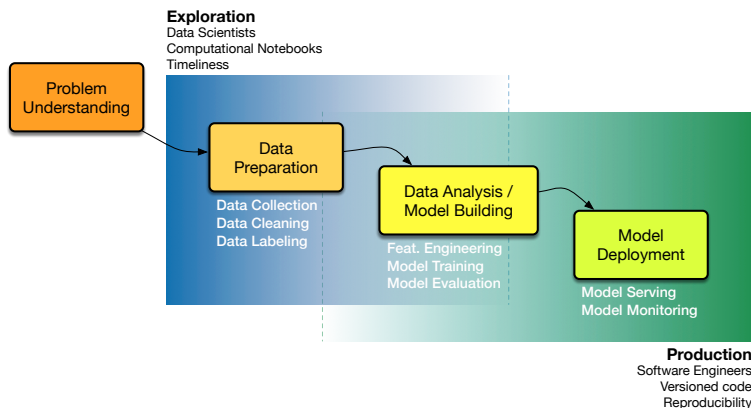 Exploration
Data Scientists
Computational Notebooks
Timeliness
Problem
Understanding
Data
Preparation
Data Collection
Data Cleaning
Data Labeling
Data Analysis /
Model Building
Feat. Engineering
Model Training
Model Evaluation
Model
Deployment
Model Serving
Model Monitoring
Production
Software Engineers
Versioned code
Reproducibility